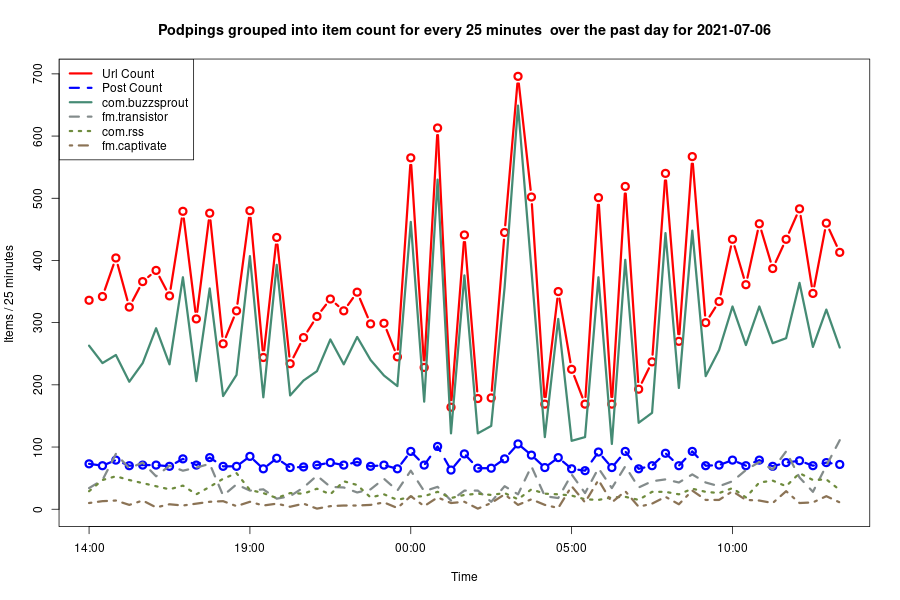 Podpings grouped into item count for every 25 minutes  over the past day for 2021-07-06
Url Count
Post Count
com.buzzsprout
fm.transistor
com.rss
fm.captivate
Items / 25 minutes
700
600
500
400
300
200
100
0
14:00 19:00 00:00 05:00 10:00
Time